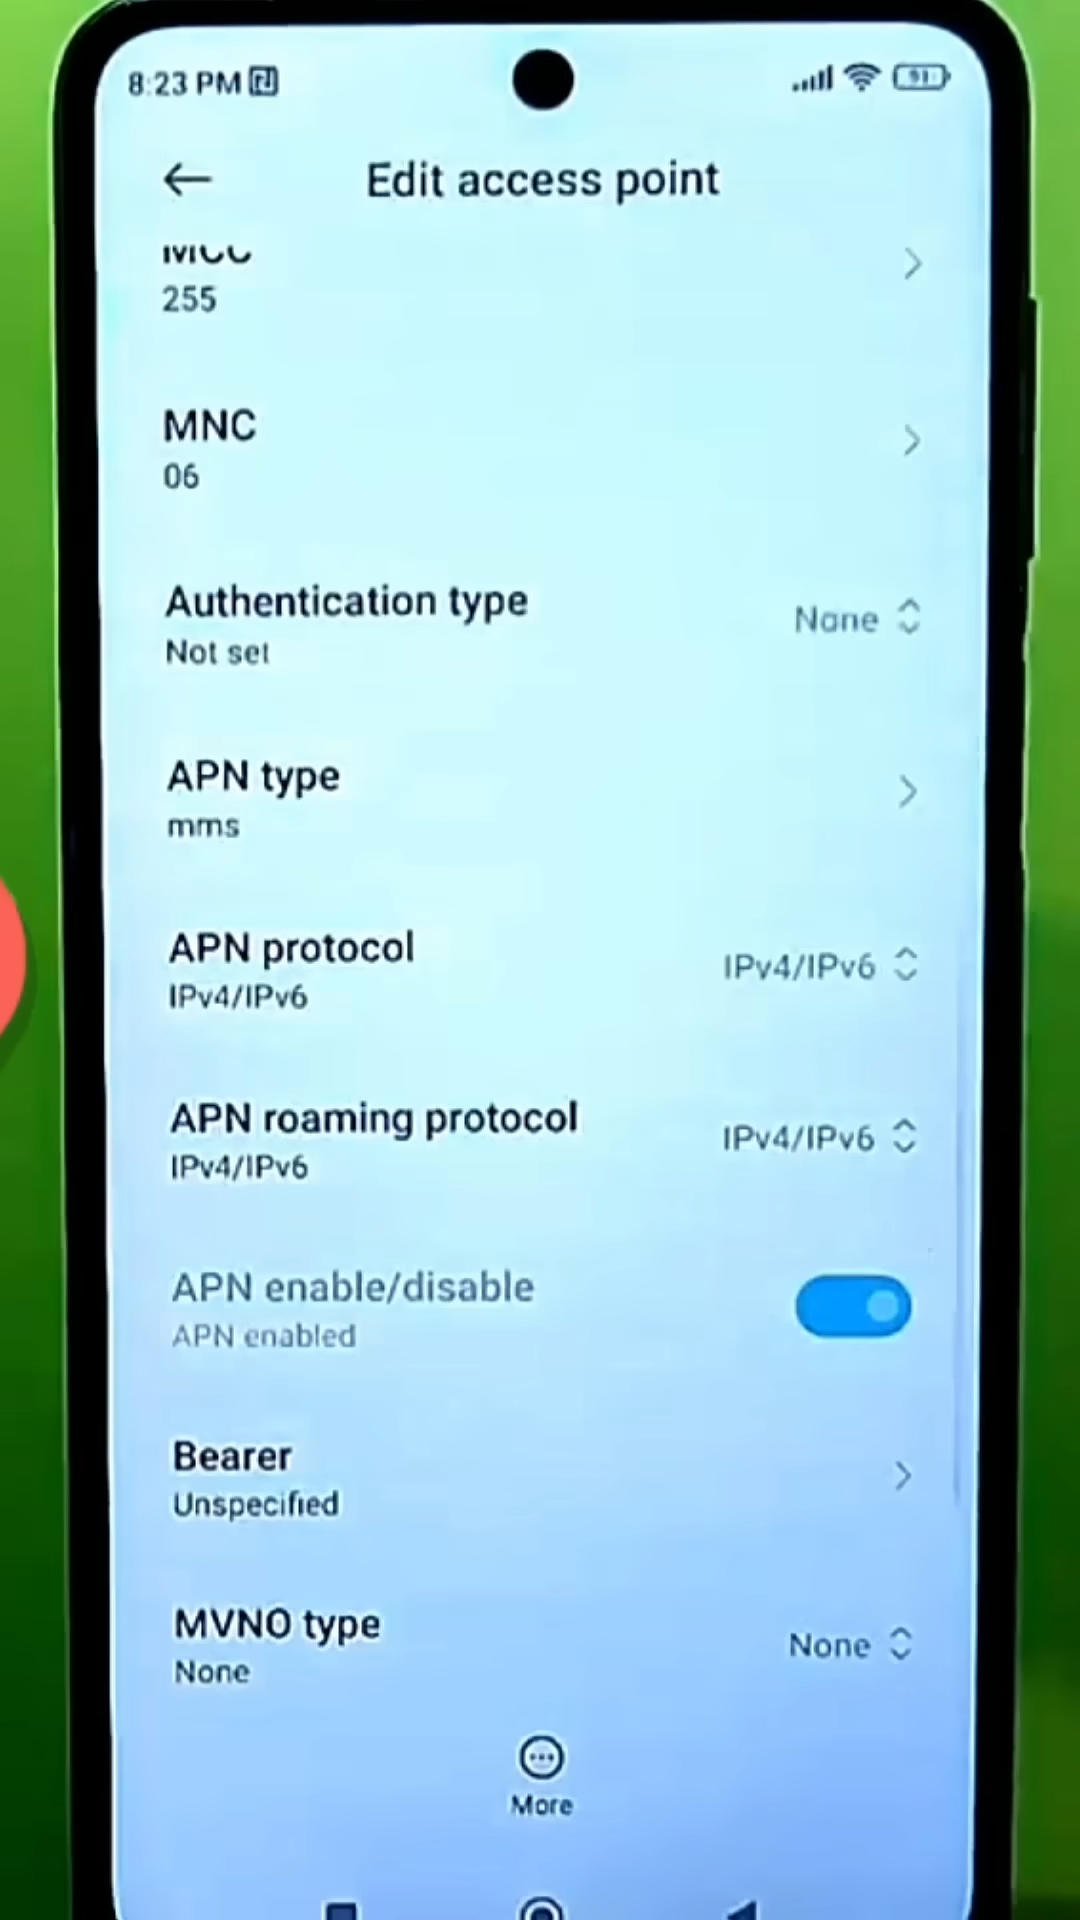 8:23 PM
91
Edit access point
MCC
255
MNC
06
Authentication type
None
Not set
APN type
mms
APN protocol
IPv4/IPv6
IPv4/IPv6
APN roaming protocol
IPv4/IPv6
IPv4/IPv6
APN enable/disable
APN enabled
Bearer
Unspecified
MVNO type
None
None
More